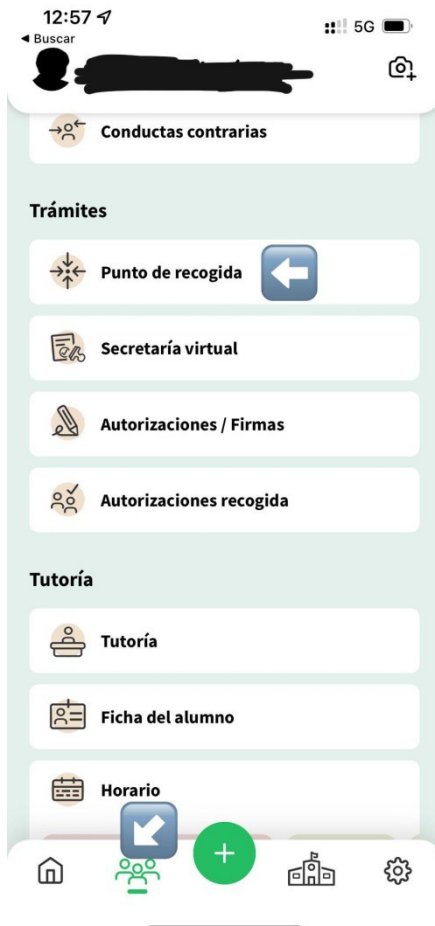 12:57
5G
Buscar
Conductas contrarias
Trámites
Punto de recogida
Secretaría virtual
Autorizaciones / Firmas
Autorizaciones recogida
Tutoría
Tutoría
Ficha del alumno
Horario